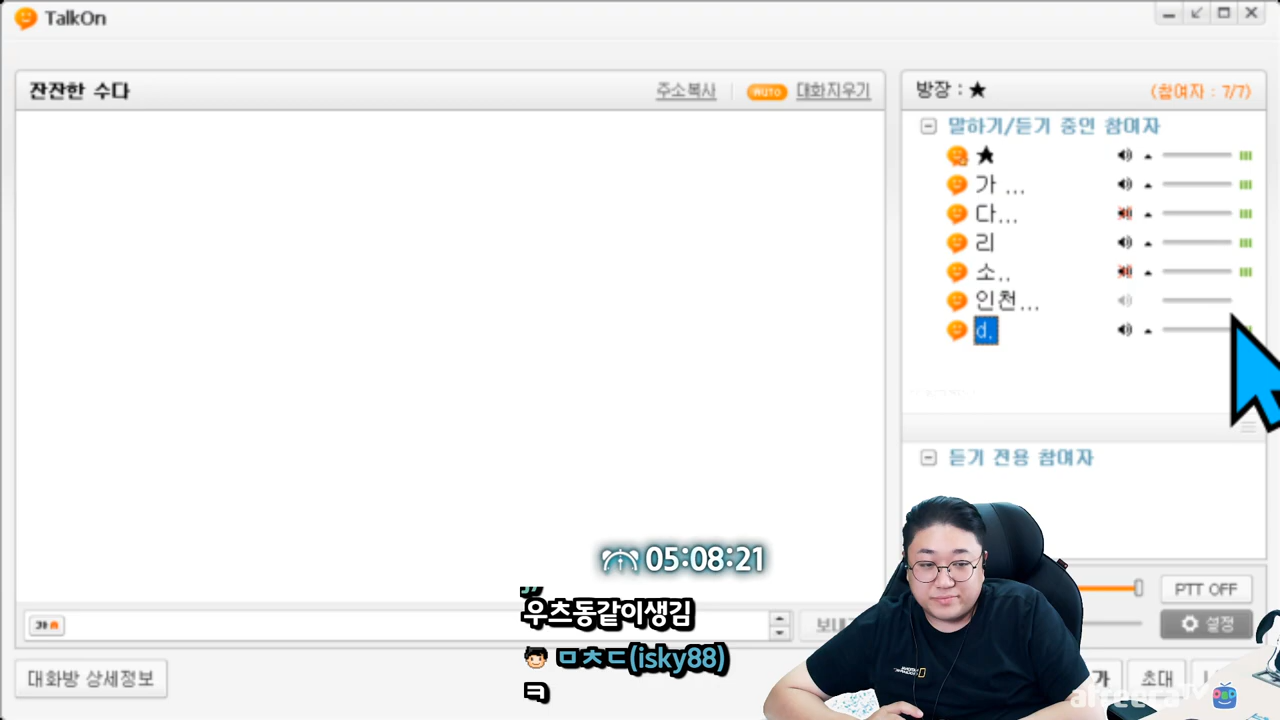 TalkOn
잔잔한 수다
주소복사
AUTO
대화지우기
방장 : ★
(참여자 : 7/7)
말하기/듣기 중인 참여자
★
가 ...
다...
리
소..
인천...
d.
듣기 전용 참여자
05:08:21
우츠동같이생김
ㅁㅊㄷ(isky88)
ㅋ
PTT OFF
설정
대화방 상세정보
초대